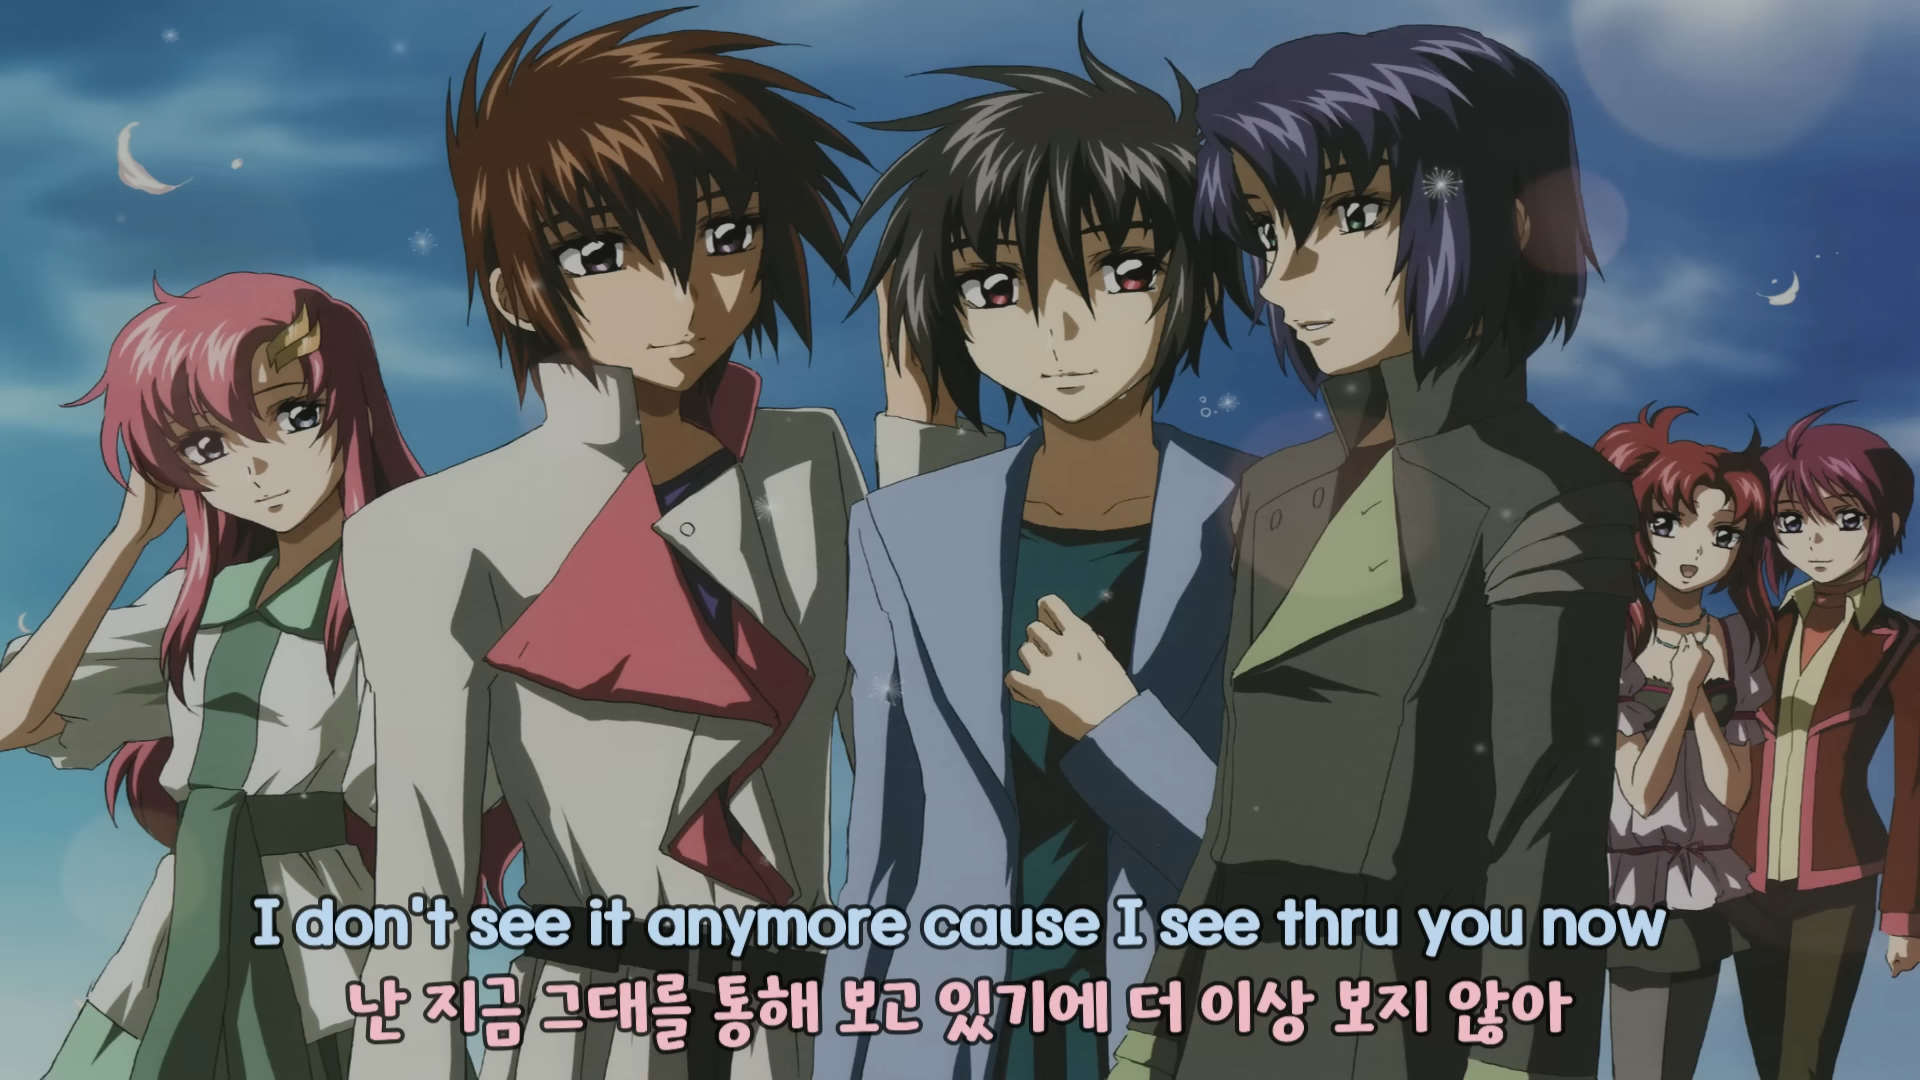 I don't see it anymore cause I see thru you now
난 지금 그대를 통해 보고 있기에 더 이상 보지 않아